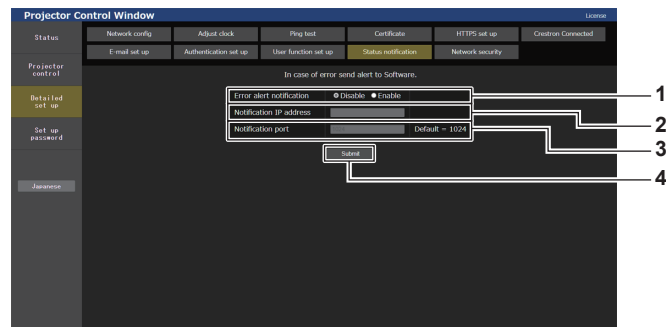 Projector Control Window
License
Status
Network config
Adjust clock
Ping test
Certificate
HTTPS set up
Crestron Connected
E-mail set up
Authentication set up
User function set up
Status notification
Network security
Projector
control
In case of error send alert to Software.
Detailed
set up
Error alert notification
Disable
Enable
1
Notification IP address
2
Notification port
Default = 1024
3
Set up
password
Submit
4
Japanese